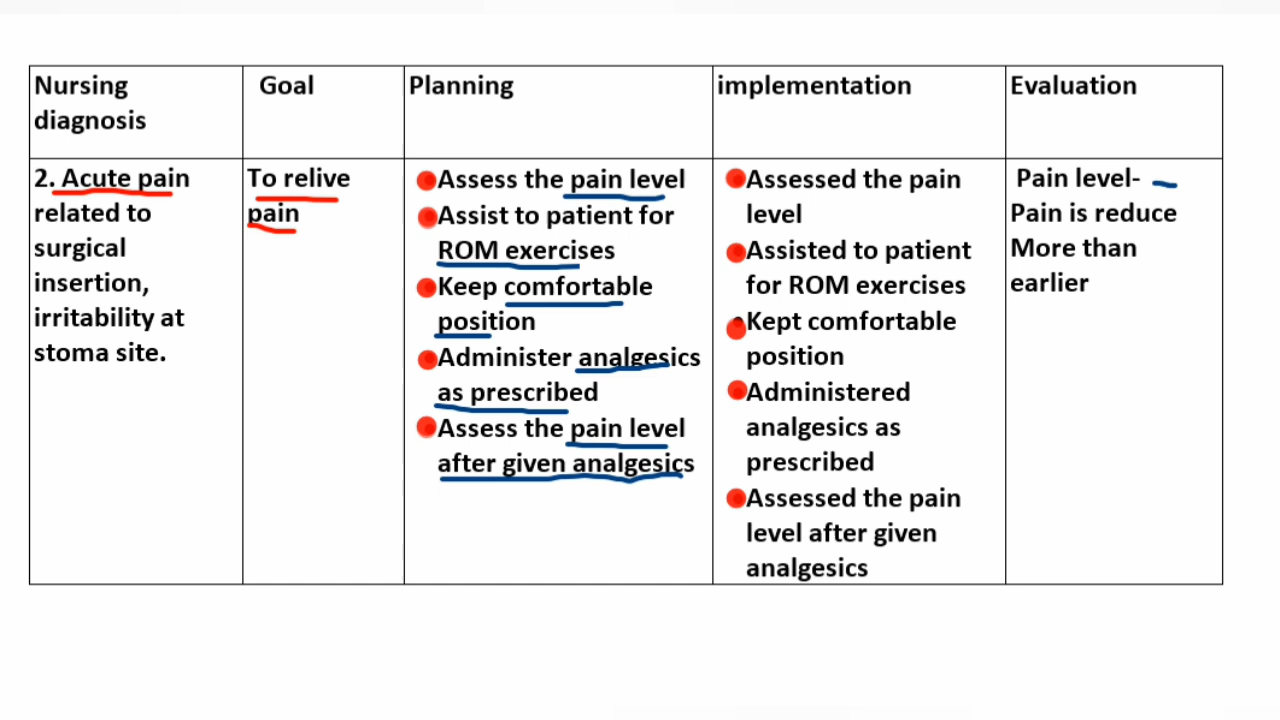 Nursing
diagnosis
Goal
Planning
implementation
Evaluation
2. Acute pain
related to
surgical
insertion,
irritability at
stoma site.
To relive
pain
Assess the pain level
Assist to patient for
ROM exercises
Keep comfortable
position
Administer analgesics
as prescribed
Assess the pain level
after given analgesics
Assessed the pain
level
Assisted to patient
for ROM exercises
Kept comfortable
position
Administered
analgesics as
prescribed
Assessed the pain
level after given
analgesics
Pain level-
Pain is reduce
More than
earlier